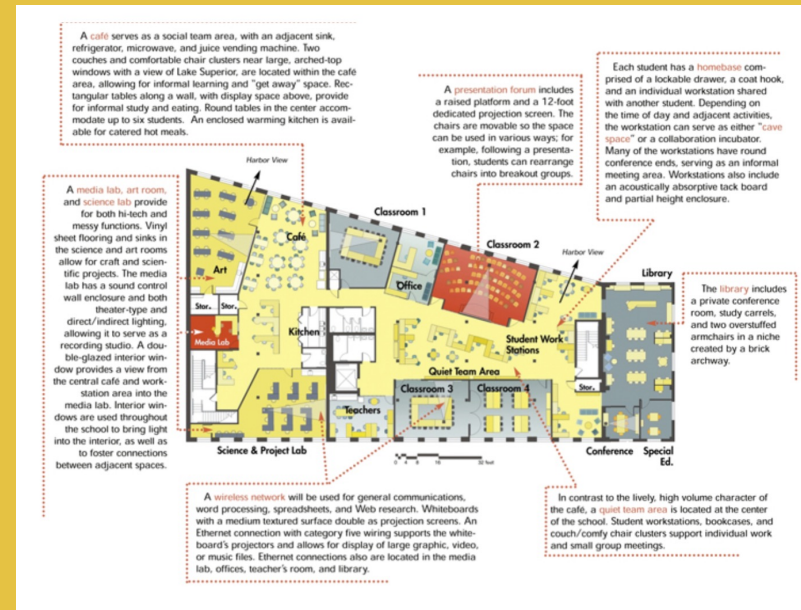 A café serves as a social team area, with an adjacent sink,
refrigerator, microwave, and juice vending machine. Two
couches and comfortable chair clusters near large, arched-top
windows with a view of Lake Superior, are located within the café
area, allowing for informal learning and "get away" space. Rec-
tangular tables along a wall, with display space above, provide
for informal study and eating. Round tables in the center accom-
modate up to six students. An enclosed warming kitchen is avail-
able for catered hot meals.
A presentation forum includes
a raised platform and a 12-foot
dedicated projection screen. The
chairs are movable so the space
can be used in various ways; for
example, following a presenta-
tion, students can rearrange
chairs into breakout groups.
Each student has a homebase com-
prised of a lockable drawer, a coat hook,
and an individual workstation shared
with another student. Depending on
the time of day and adjacent activities,
the workstation can serve as either "cave
space" or a collaboration incubator.
Many of the workstations have round
conference ends, serving as an informal
meeting area. Workstations also include
an acoustically absorptive tack board
and partial height enclosure.
A media lab, art room,
and science lab provide
for both hi-tech and
messy functions. Vinyl
sheet flooring and sinks in
the science and art rooms
allow for craft and scien-
tific projects. The media
lab has a sound control
wall enclosure and both
theater-type and
direct/indirect lighting,
allowing it to serve as a
recording studio. A dou-
ble-glazed interior win-
dow provides a view from
the central café and work-
station area into the
media lab. Interior win-
dows are used throughout
the school to bring light
into the interior, as well as
to foster connections
between adjacent spaces.
Harbor View
Classroom 1
Café
Classroom 2
Harbor View
Art
Office
Library
Stor. Stor.
Media Lab
Kitchen
Student Work
Stations
Quiet Team Area
Classroom 3
Classroom 4
Stor.
Teachers
Science & Project Lab
Conference
Special
Ed.
0 4 8 16 32 feet
The library includes
a private conference
room, study carrels,
and two overstuffed
armchairs in a niche
created by a brick
archway.
A wireless network will be used for general communications,
word processing, spreadsheets, and Web research. Whiteboards
with a medium textured surface double as projection screens. An
Ethernet connection with category five wiring supports the white-
board's projectors and allows for display of large graphic, video,
or music files. Ethernet connections also are located in the media
lab, offices, teacher's room, and library.
In contrast to the lively, high volume character of
the café, a quiet team area is located at the center
of the school. Student workstations, bookcases, and
couch/comfy chair clusters support individual work
and small group meetings.